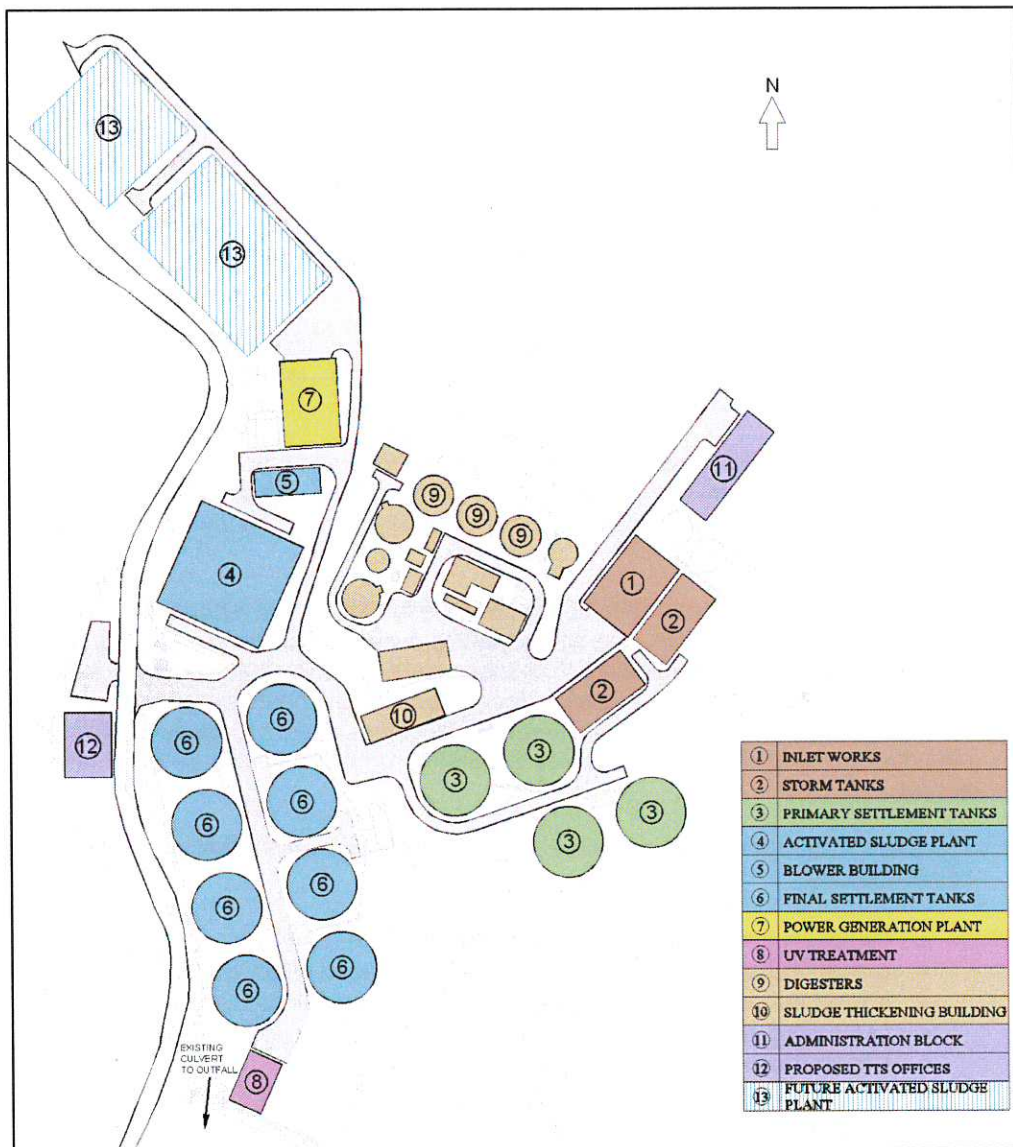 N
13
13
7
5
11
9
9
9
4
1
2
2
10
12
6
6
3
3
6
6
3
3
6
6
6
6
EXISTING
CULVERT
TO OUTFALL
8
1 INLET WORKS
2 STORM TANKS
3 PRIMARY SETTLEMENT TANKS
4 ACTIVATED SLUDGE PLANT
5 BLOWER BUILDING
6 FINAL SETTLEMENT TANKS
7 POWER GENERATION PLANT
8 UV TREATMENT
9 DIGESTERS
10 SLUDGE THICKENING BUILDING
11 ADMINISTRATION BLOCK
12 PROPOSED TTS OFFICES
13 FUTURE ACTIVATED SLUDGE
PLANT